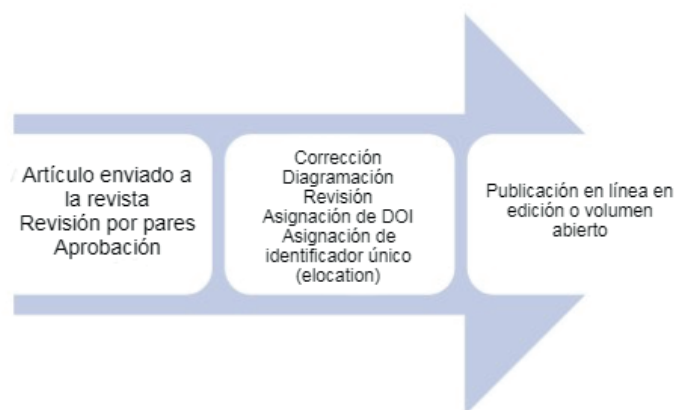 Artículo enviado a
la revista
Revisión por pares
Aprobación
Corrección
Diagramación
Revisión
Asignación de DOI
Asignación de
identificador único
(elocation)
Publicación en línea en
edición o volumen
abierto